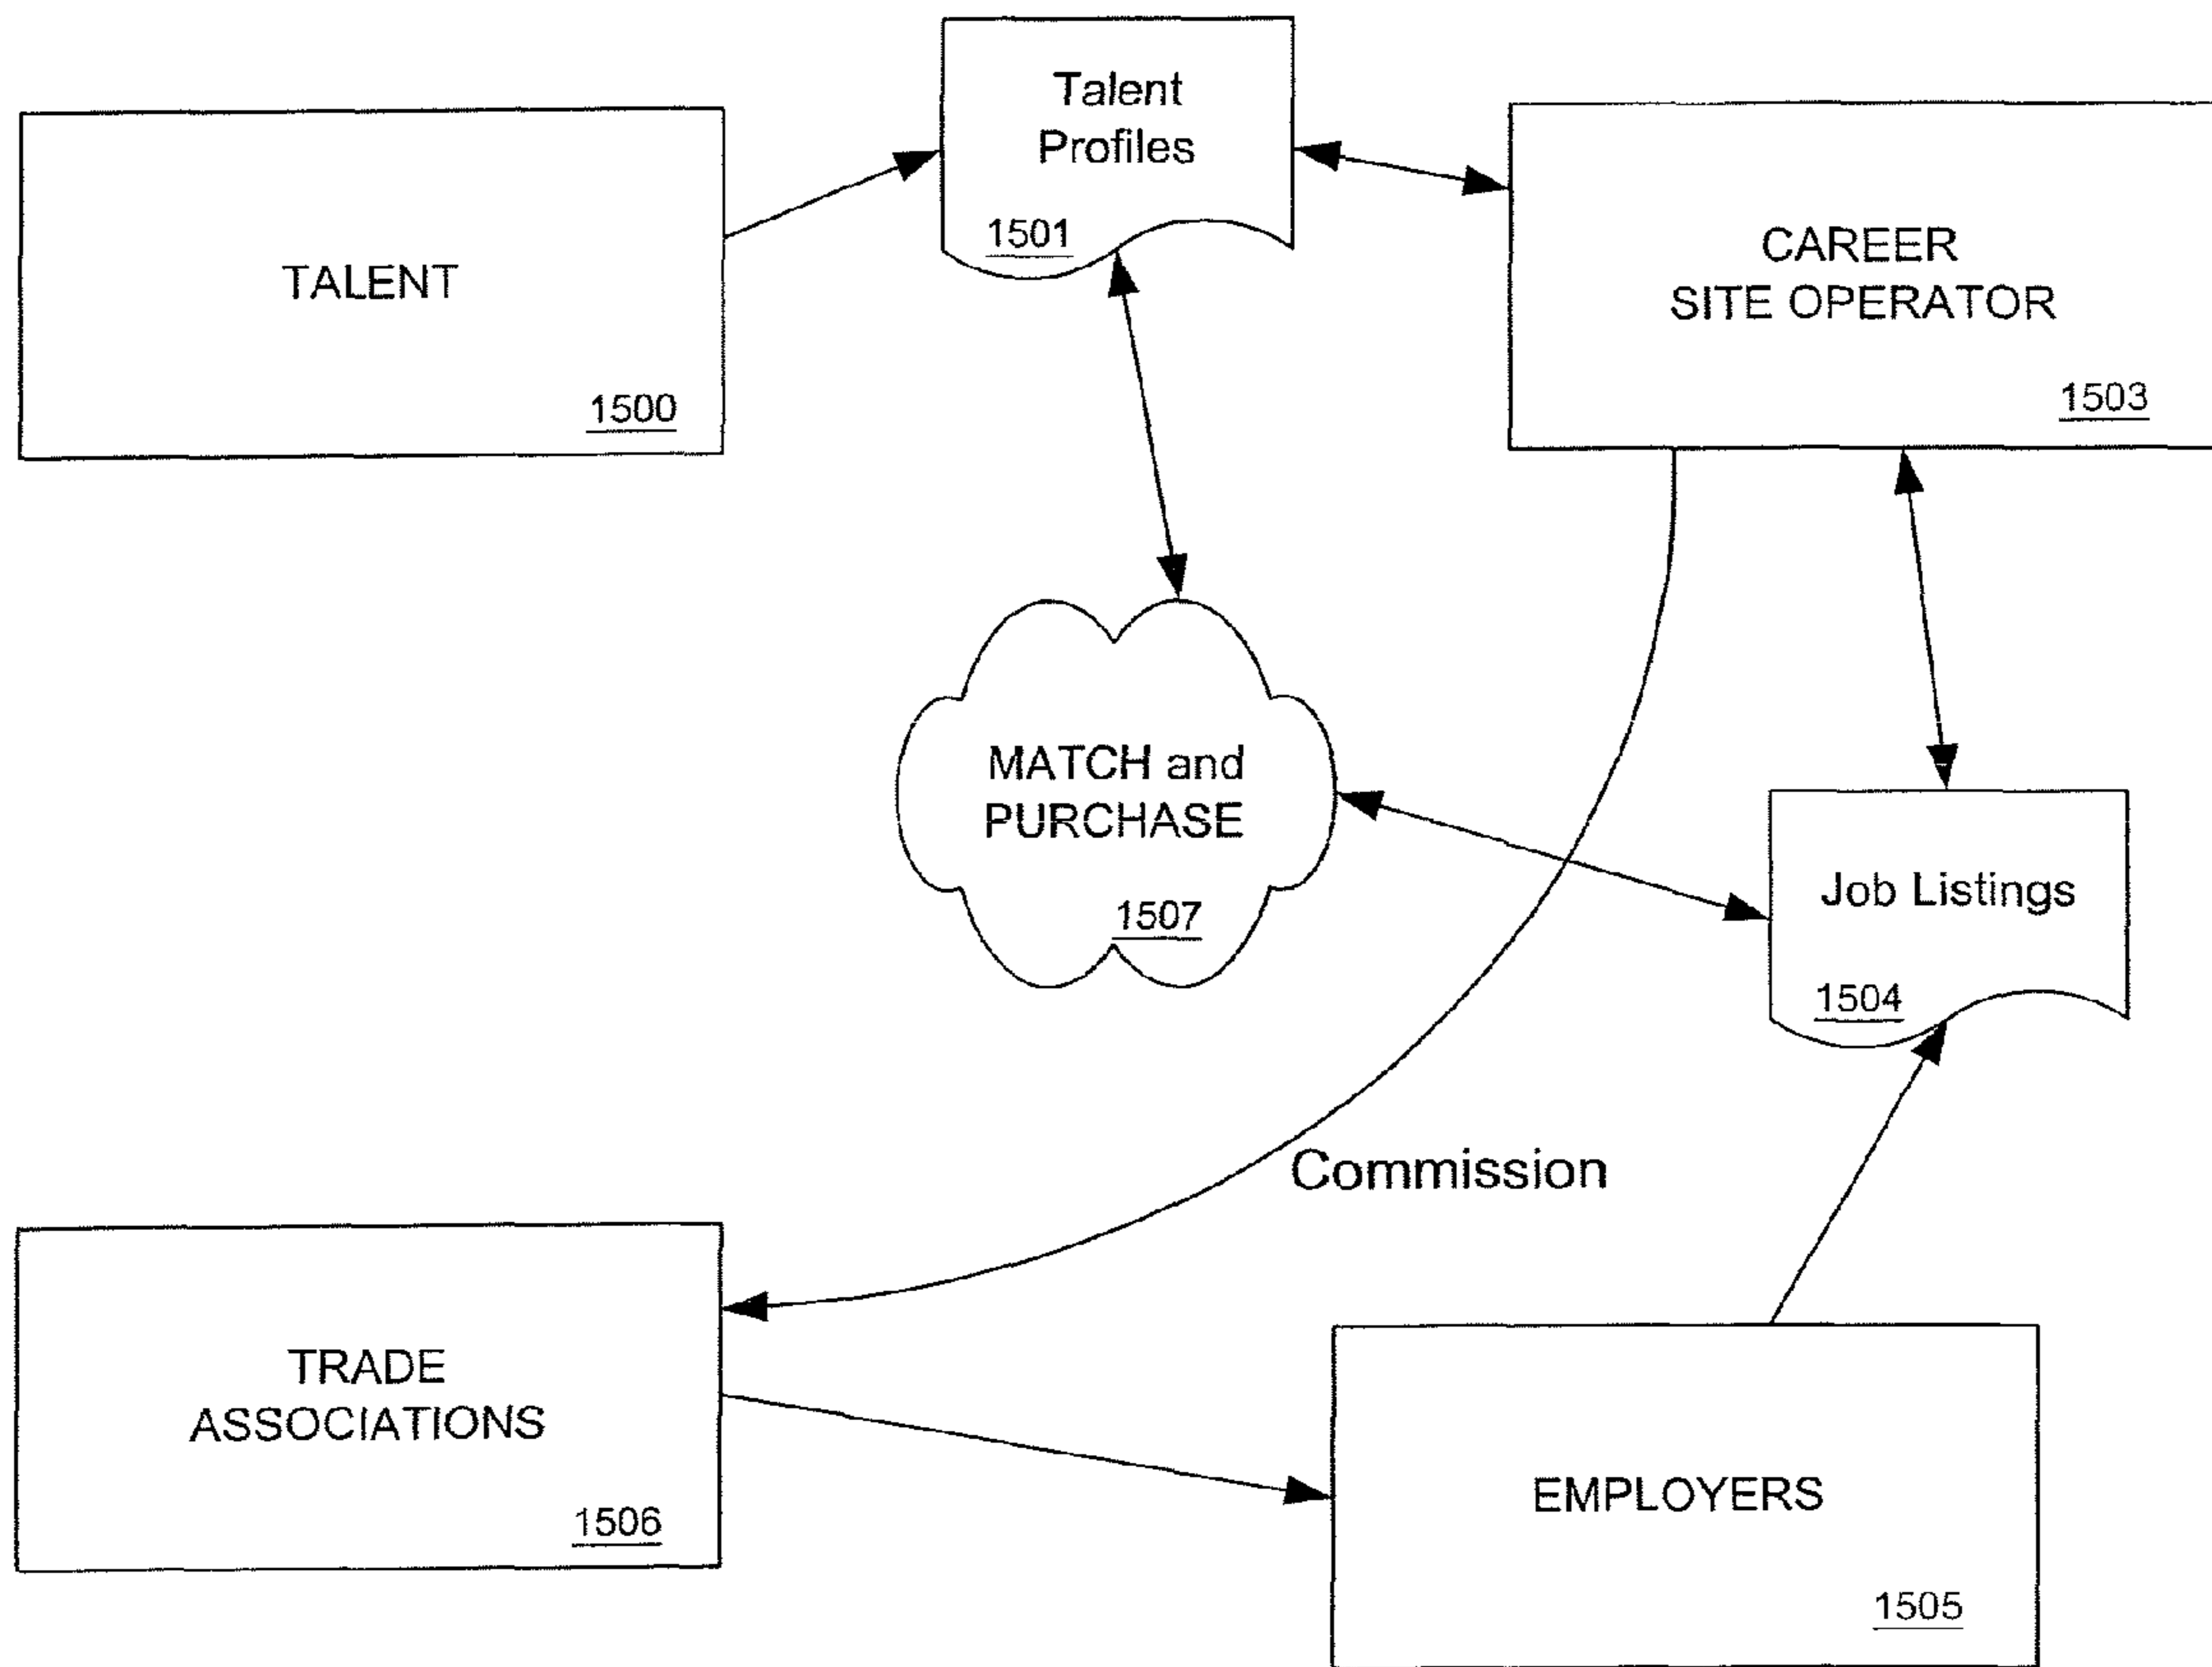 Talent
Profiles
1501
TALENT
1500
CAREER
SITE OPERATOR
1503
MATCH and
PURCHASE
1507
Job Listings
1504
Commission
TRADE
ASSOCIATIONS
1506
EMPLOYERS
1505